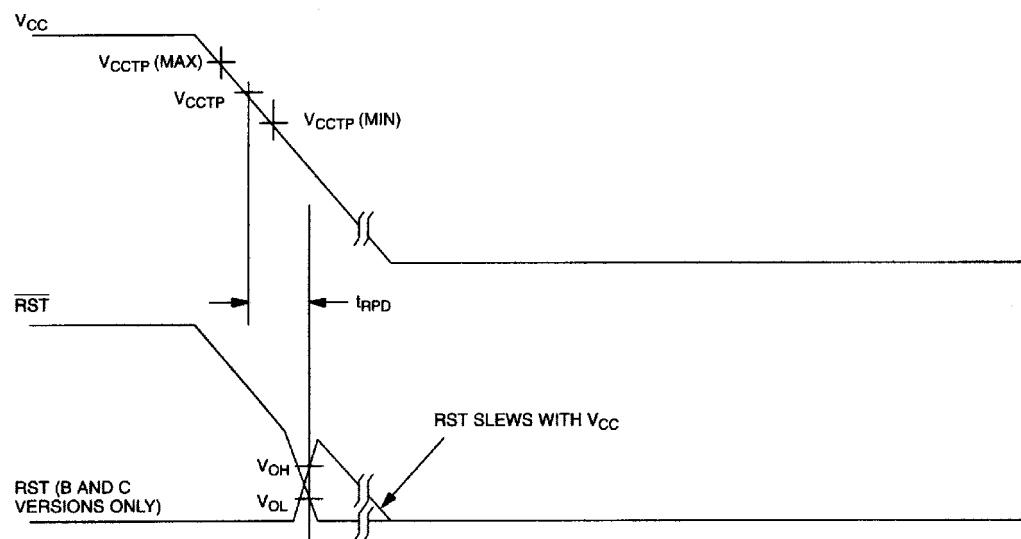 VCC
VCCTP (MAX)
VCCTP
VCCTP (MIN)
tRPD
RST
RST SLEWS WITH VCC
VOH
VOL
RST (B AND C
VERSIONS ONLY)